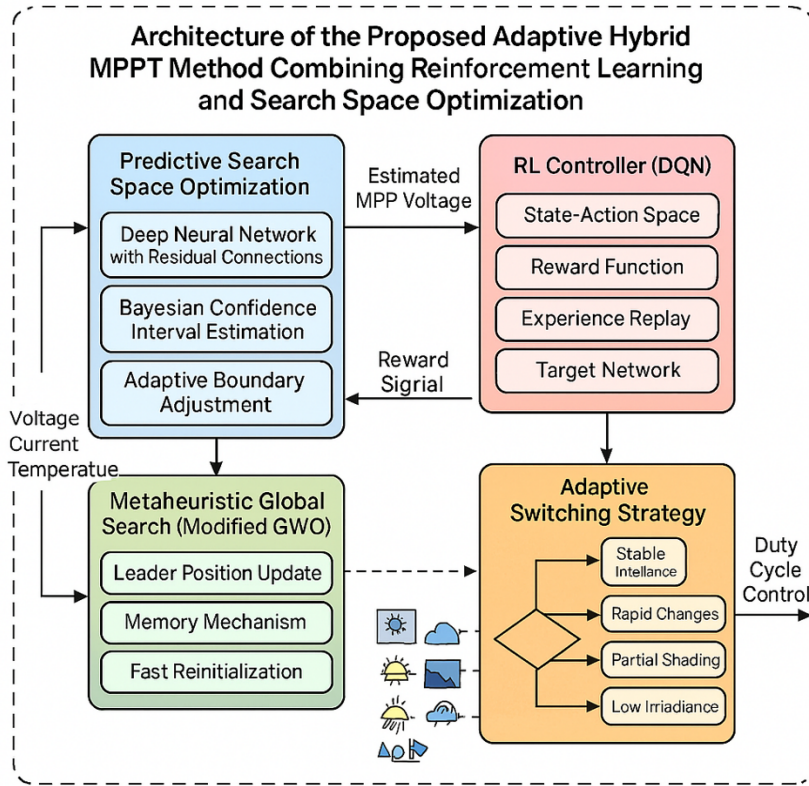 Architecture of the Proposed Adaptive Hybrid
MPPT Method Combining Reinforcement Learning
and Search Space Optimization
Predictive Search
Space Optimization
Deep Neural Network
with Residual Connections
Bayesian Confidence
Interval Estimation
Adaptive Boundary
Adjustment
Estimated
MPP Voltage
Reward
Sigrial
RL Controller (DQN)
State-Action Space
Reward Function
Experience Replay
Target Network
Voltage
Current
Temperatue
Metaheuristic Global
Search (Modified GWO)
Leader Position Update
Memory Mechanism
Fast Reinitialization
Adaptive
Switching Strategy
Stable
Intellance
Rapid Changes
Partial Shading
Low Irradiance
Duty
Cycle
Control